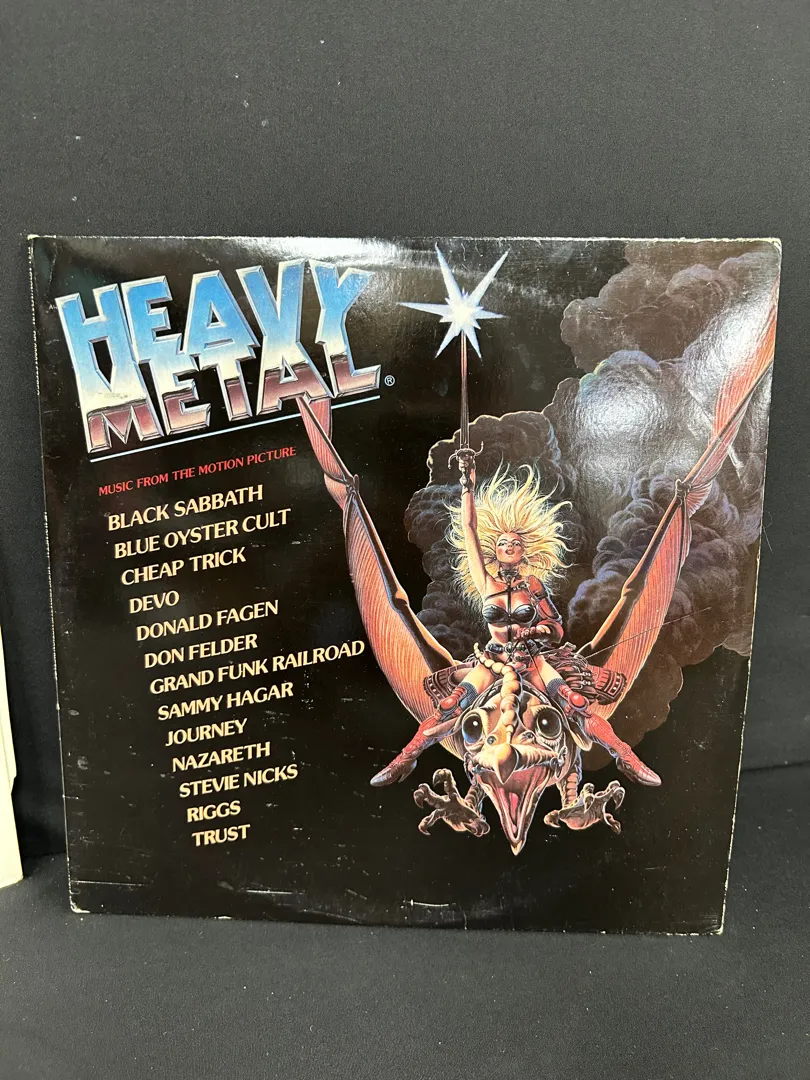 HEAVY
METAL®
MUSIC FROM THE MOTION PICTURE
BLACK SABBATH
BLUE OYSTER CULT
CHEAP TRICK
DEVO
DONALD FAGEN
DON FELDER
GRAND FUNK RAILROAD
SAMMY HAGAR
JOURNEY
NAZARETH
STEVIE NICKS
RIGGS
TRUST